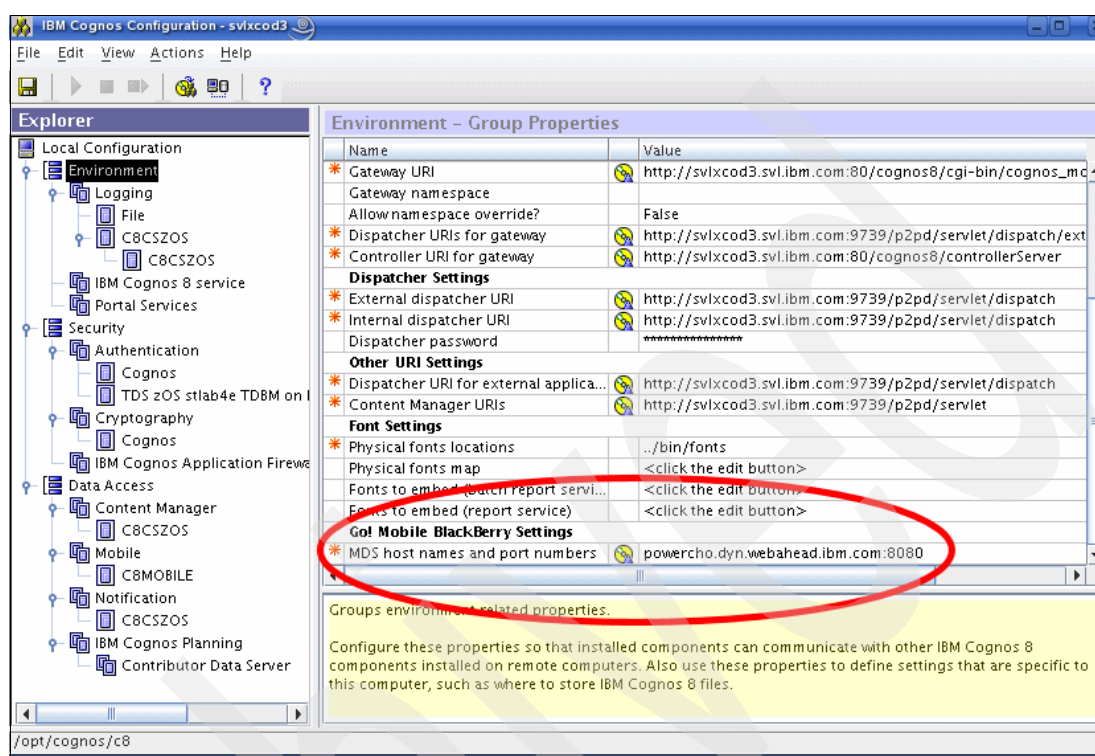 IBM Cognos Configuration - svlxcod3
File Edit View Actions Help
Explorer
Local Configuration
Environment
Logging
File
C8CSZOS
C8CSZOS
IBM Cognos 8 service
Portal Services
Security
Authentication
Cognos
TDS zOS stlab4e TDBM on
Cryptography
Cognos
IBM Cognos Application Firewa
Data Access
Content Manager
C8CSZOS
Mobile
C8MOBILE
Notification
C8CSZOS
IBM Cognos Planning
Contributor Data Server
Environment - Group Properties
Name Value
* Gateway URI http://svlxcod3.svl.ibm.com:80/cognos8/cgi-bin/cognos_mo
Gateway namespace
Allow namespace override? False
* Dispatcher URIs for gateway http://svlxcod3.svl.ibm.com:9739/p2pd/servlet/dispatch/ext
* Controller URI for gateway http://svlxcod3.svl.ibm.com:80/cognos8/controllerServer
Dispatcher Settings
* External dispatcher URI http://svlxcod3.svl.ibm.com:9739/p2pd/servlet/dispatch
* Internal dispatcher URI http://svlxcod3.svl.ibm.com:9739/p2pd/servlet/dispatch
Dispatcher password ***************
Other URI Settings
* Dispatcher URI for external applica... http://svlxcod3.svl.ibm.com:9739/p2pd/servlet/dispatch
* Content Manager URIs http://svlxcod3.svl.ibm.com:9739/p2pd/servlet
Font Settings
* Physical fonts locations ../bin/fonts
Physical fonts map <click the edit button>
Fonts to embed (batch report servi... <click the edit button>
Fonts to embed (report service) <click the edit button>
Go! Mobile BlackBerry Settings
* MDS host names and port numbers powercho.dyn.webahead.ibm.com:8080
Groups environment related properties.
Configure these properties so that installed components can communicate with other IBM Cognos 8
components installed on remote computers. Also use these properties to define settings that are specific to
this computer, such as where to store IBM Cognos 8 files.
/opt/cognos/c8